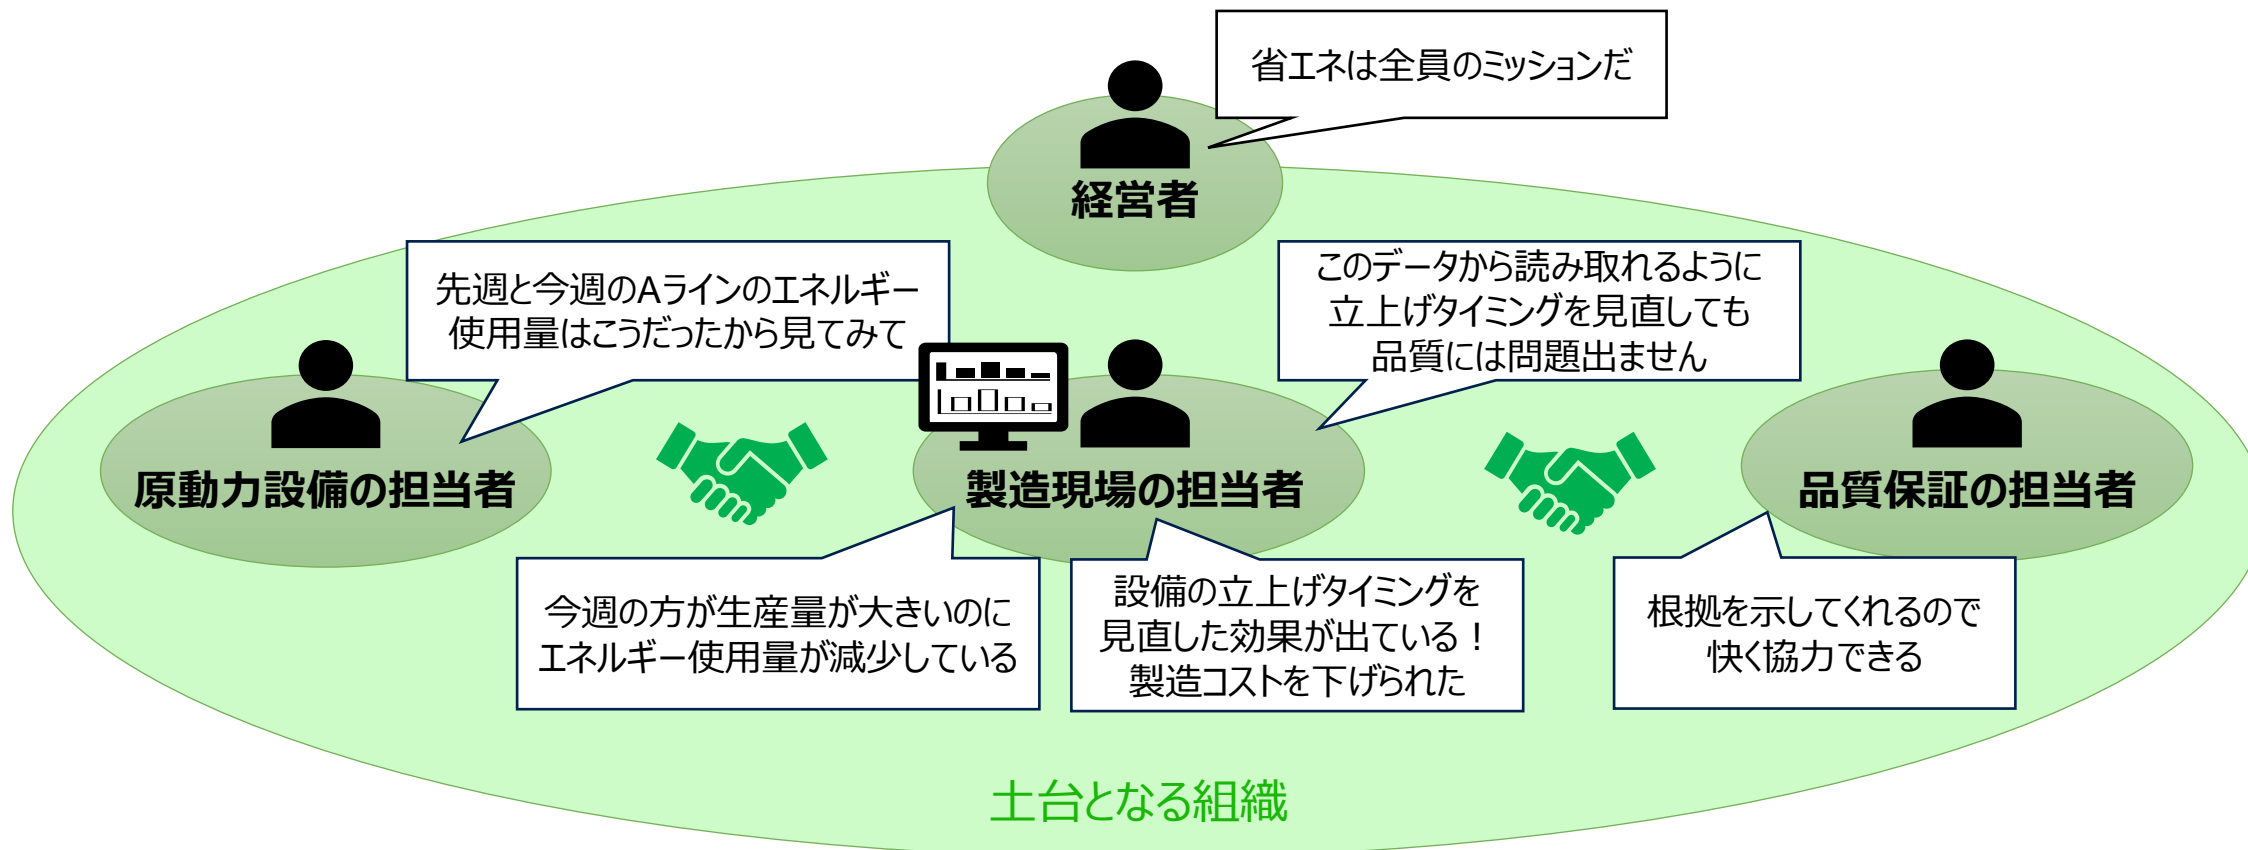 省エネは全員のミッションだ
経営者
先週と今週のAラインのエネルギー
使用量はこうだったから見てみて
このデータから読み取れるように
立上げタイミングを見直しても
品質には問題出ません
原動力設備の担当者
製造現場の担当者
品質保証の担当者
今週の方が生産量が大きいのに
エネルギー使用量が減少している
設備の立上げタイミングを
見直した効果が出ている！
製造コストを下げられた
根拠を示してくれるので
快く協力できる
土台となる組織